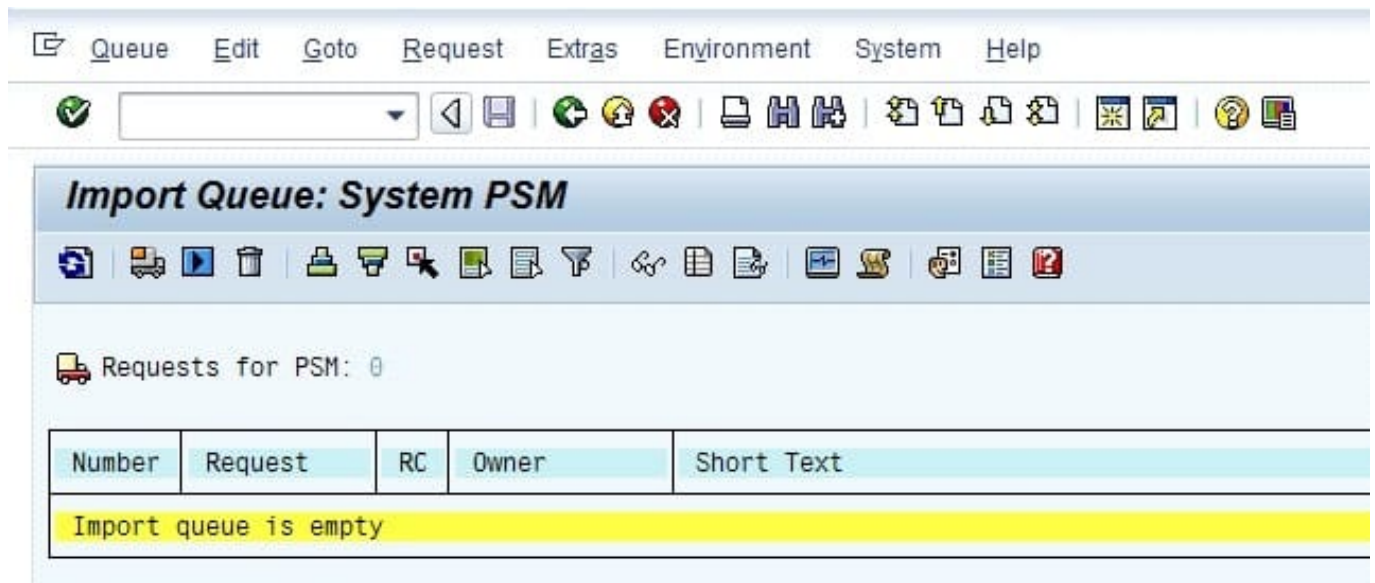 Queue Edit Goto Request Extras Environment System Help
Import Queue: System PSM
Requests for PSM: 0
Number Request RC Owner Short Text
Import queue is empty